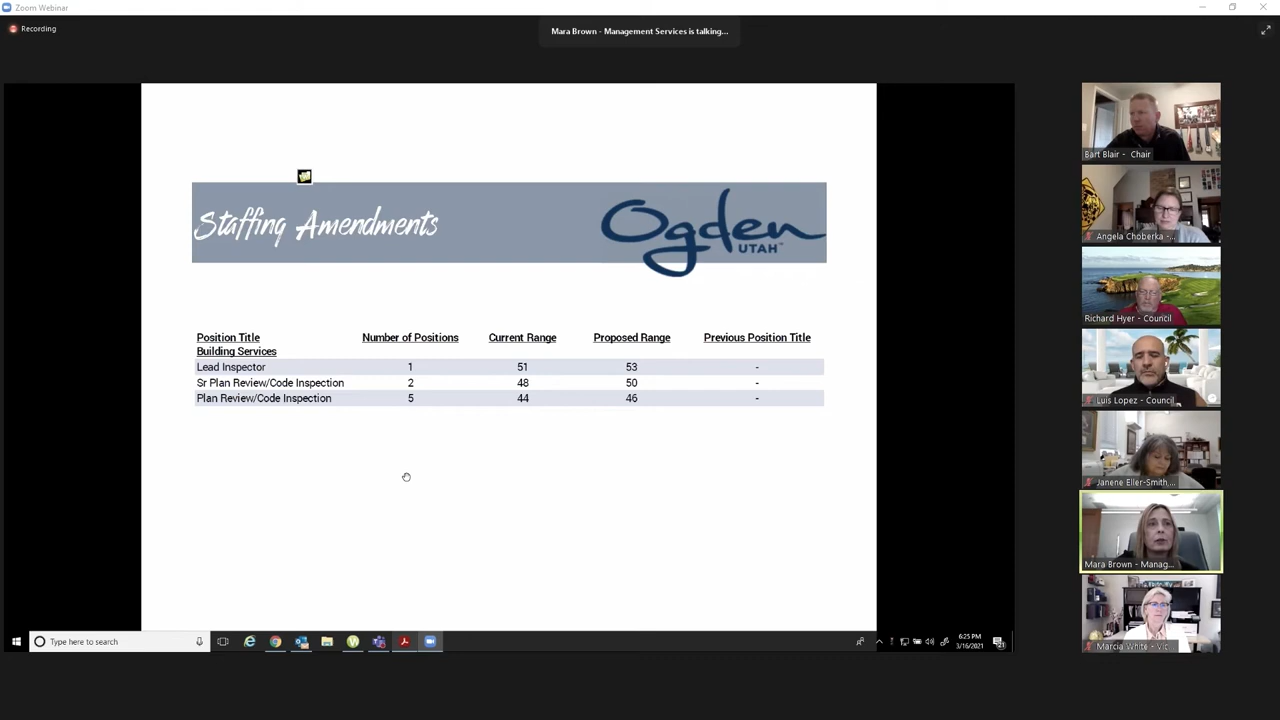 Zoom Webinar
Recording
Mara Brown - Management Services is talking...
Staffing Amendments
Ogden
UTAH™
Position Title Number of Positions Current Range Proposed Range Previous Position Title
Building Services
Lead Inspector 1 51 53 -
Sr Plan Review/Code Inspection 2 48 50 -
Plan Review/Code Inspection 5 44 46 -
Bart Blair - Chair
Angela Choberka -...
Richard Hyer - Council
Luis Lopez - Council
Janene Eller-Smith...
Mara Brown - Manag...
Marcia White - Vic...
Type here to search
6:25 PM
3/16/2021
21